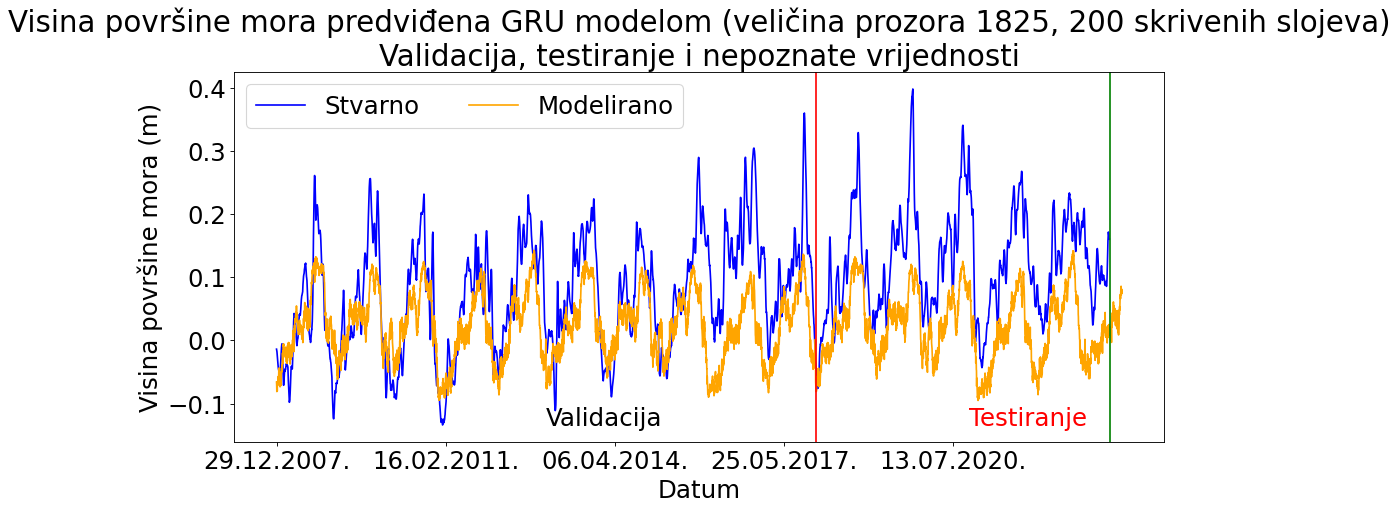 Visina površine mora predviđena GRU modelom (veličina prozora 1825, 200 skrivenih slojeva)
Validacija, testiranje i nepoznate vrijednosti
Stvarno
Modelirano
Visina površine mora (m)
0.4
0.3
0.2
0.1
0.0
−0.1
Validacija
Testiranje
29.12.2007.
16.02.2011.
06.04.2014.
25.05.2017.
13.07.2020.
Datum